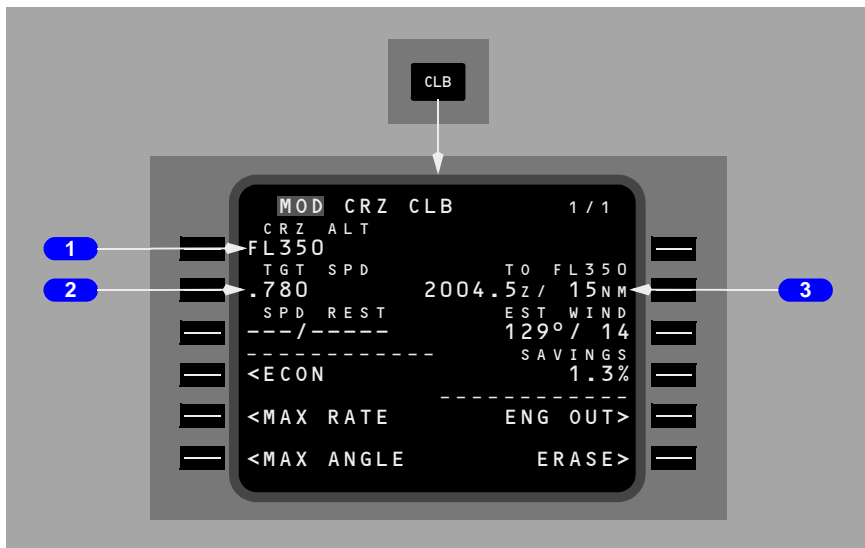 CLB
MOD CRZ CLB 1/1
CRZ ALT
1 FL350
TGT SPD TO FL350
2 .780 2004.5z/ 15NM 3
SPD REST EST WIND
---/----- 129°/ 14
------------- SAVINGS
<ECON 1.3%
-------------
<MAX RATE ENG OUT>
<MAX ANGLE ERASE>